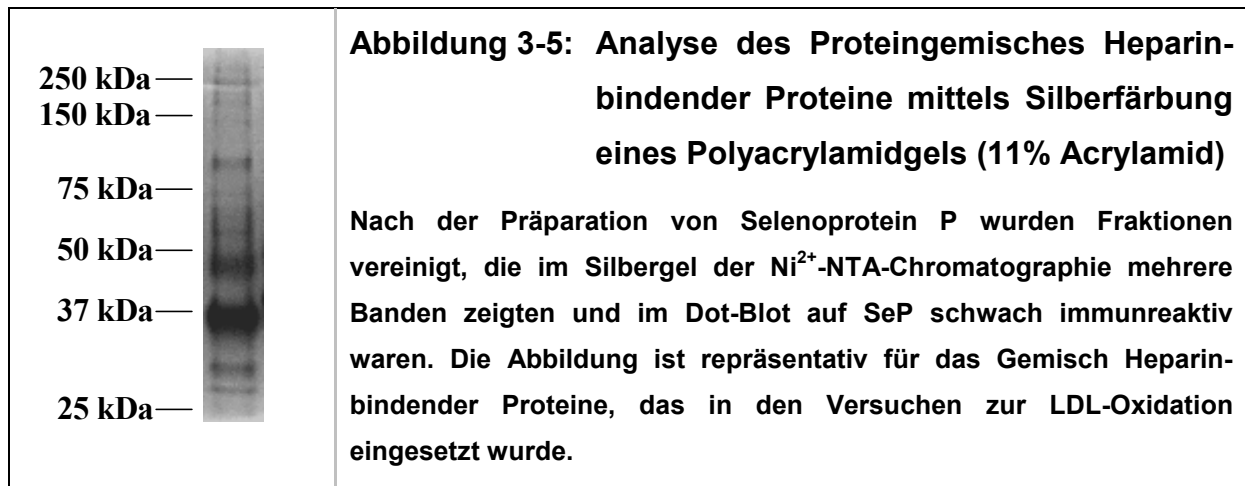 250 kDa
150 kDa
75 kDa
50 kDa
37 kDa
25 kDa
Abbildung 3-5: Analyse des Proteingemisches Heparin-
bindender Proteine mittels Silberfärbung
eines Polyacrylamidgels (11% Acrylamid)
Nach der Präparation von Selenoprotein P wurden Fraktionen
vereinigt, die im Silbergel der Ni²⁺-NTA-Chromatographie mehrere
Banden zeigten und im Dot-Blot auf SeP schwach immunreaktiv
waren. Die Abbildung ist repräsentativ für das Gemisch Heparin-
bindender Proteine, das in den Versuchen zur LDL-Oxidation
eingesetzt wurde.